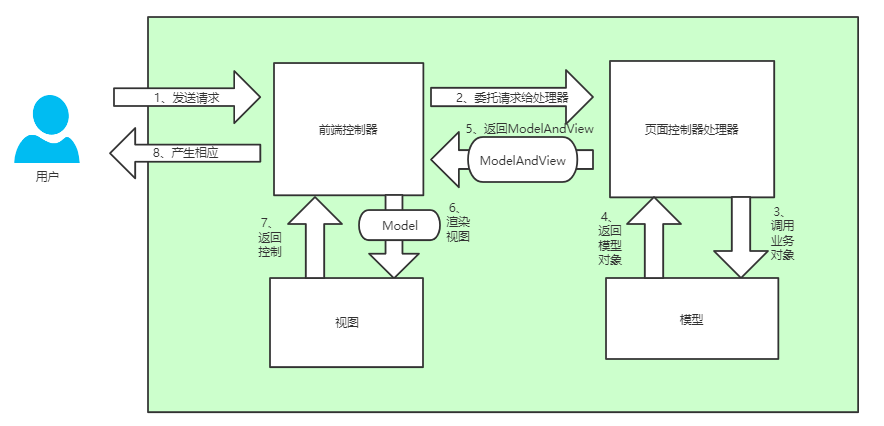 1、发送请求
前端控制器
2、委托请求给处理器
页面控制器处理器
5、返回ModelAndView
ModelAndView
8、产生相应
用户
7、
返回
控制
Model
6、
渲染
视图
4、
返回
模型
对象
3、
调用
业务
对象
视图
模型